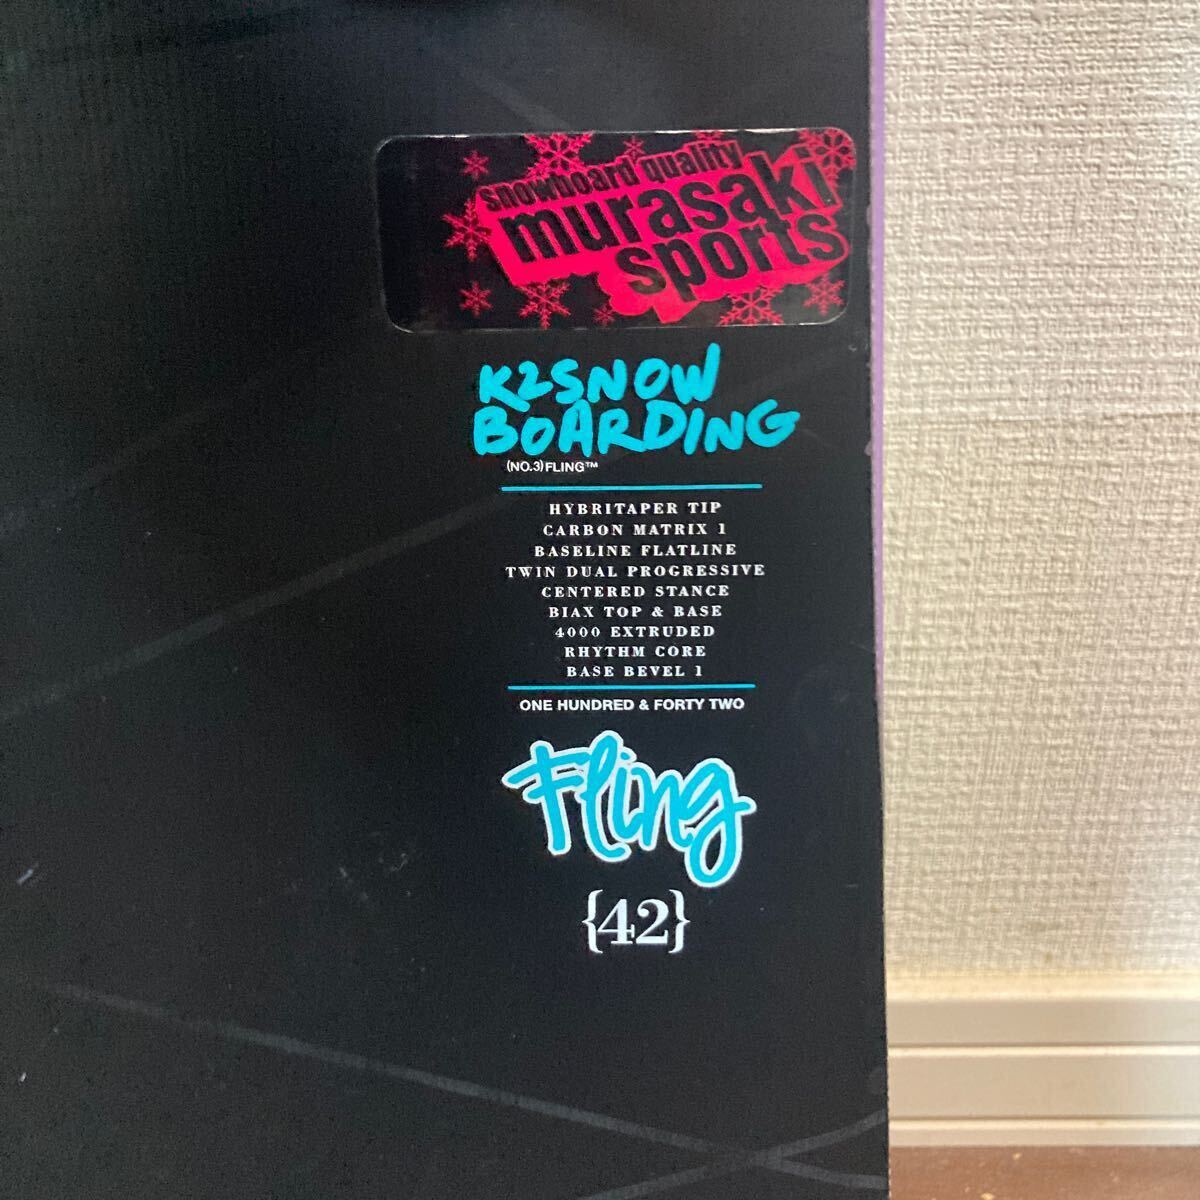 Snowboard quality
murasaki
sports
K2SNOW
BOARDING
(NO.3)FLING™
HYBRITAPER TIP
CARBON MATRIX 1
BASELINE FLATLINE
TWIN DUAL PROGRESSIVE
CENTERED STANCE
BIAX TOP & BASE
4000 EXTRUDED
RHYTHM CORE
BASE BEVEL 1
ONE HUNDRED & FORTY TWO
Fling
{42}